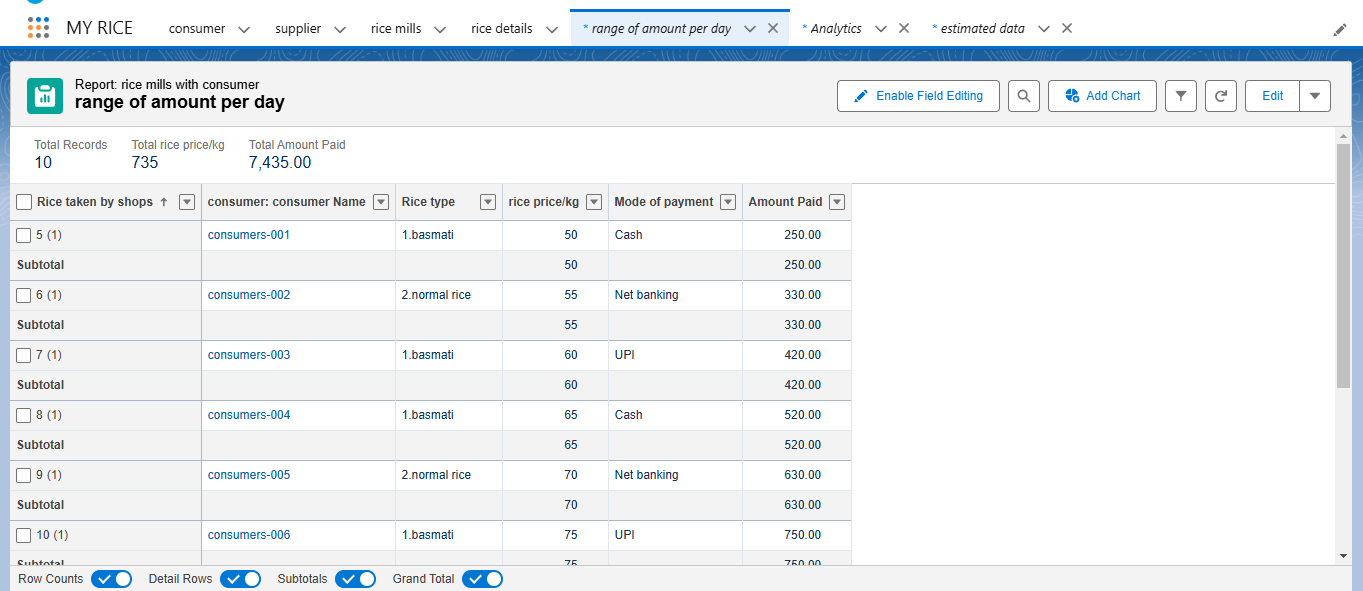 MY RICE consumer supplier rice mills rice details * range of amount per day * Analytics * estimated data
Report: rice mills with consumer
range of amount per day
Enable Field Editing Add Chart Edit
Total Records Total rice price/kg Total Amount Paid
10 735 7,435.00
Rice taken by shops ↑ consumer: consumer Name Rice type rice price/kg Mode of payment Amount Paid
5 (1) consumers-001 1.basmati 50 Cash 250.00
Subtotal 50 250.00
6 (1) consumers-002 2.normal rice 55 Net banking 330.00
Subtotal 55 330.00
7 (1) consumers-003 1.basmati 60 UPI 420.00
Subtotal 60 420.00
8 (1) consumers-004 1.basmati 65 Cash 520.00
Subtotal 65 520.00
9 (1) consumers-005 2.normal rice 70 Net banking 630.00
Subtotal 70 630.00
10 (1) consumers-006 1.basmati 75 UPI 750.00
Subtotal 75 750.00
Row Counts Detail Rows Subtotals Grand Total